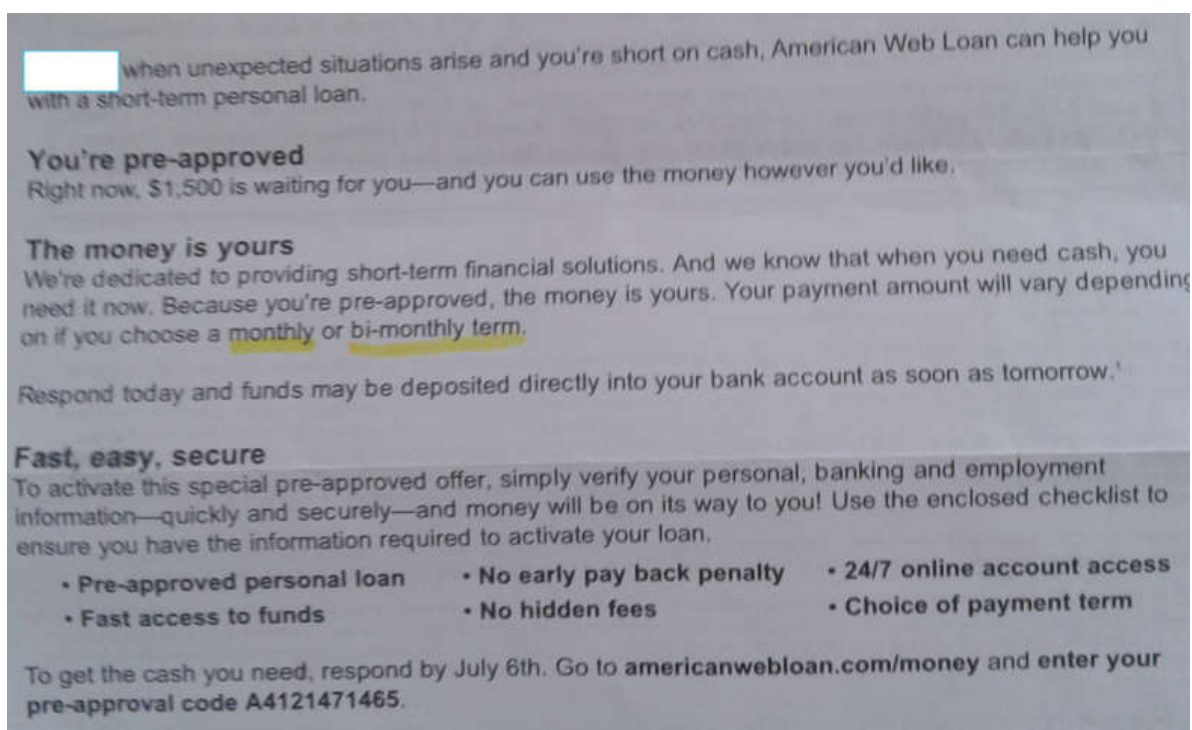 when unexpected situations arise and you're short on cash, American Web Loan can help you
with a short-term personal loan.
You're pre-approved
Right now, $1,500 is waiting for you—and you can use the money however you'd like.
The money is yours
We're dedicated to providing short-term financial solutions. And we know that when you need cash, you
need it now. Because you're pre-approved, the money is yours. Your payment amount will vary depending
on if you choose a monthly or bi-monthly term.
Respond today and funds may be deposited directly into your bank account as soon as tomorrow.¹
Fast, easy, secure
To activate this special pre-approved offer, simply verify your personal, banking and employment
information—quickly and securely—and money will be on its way to you! Use the enclosed checklist to
ensure you have the information required to activate your loan.
• Pre-approved personal loan • No early pay back penalty • 24/7 online account access
• Fast access to funds • No hidden fees • Choice of payment term
To get the cash you need, respond by July 6th. Go to americanwebloan.com/money and enter your
pre-approval code A4121471465.